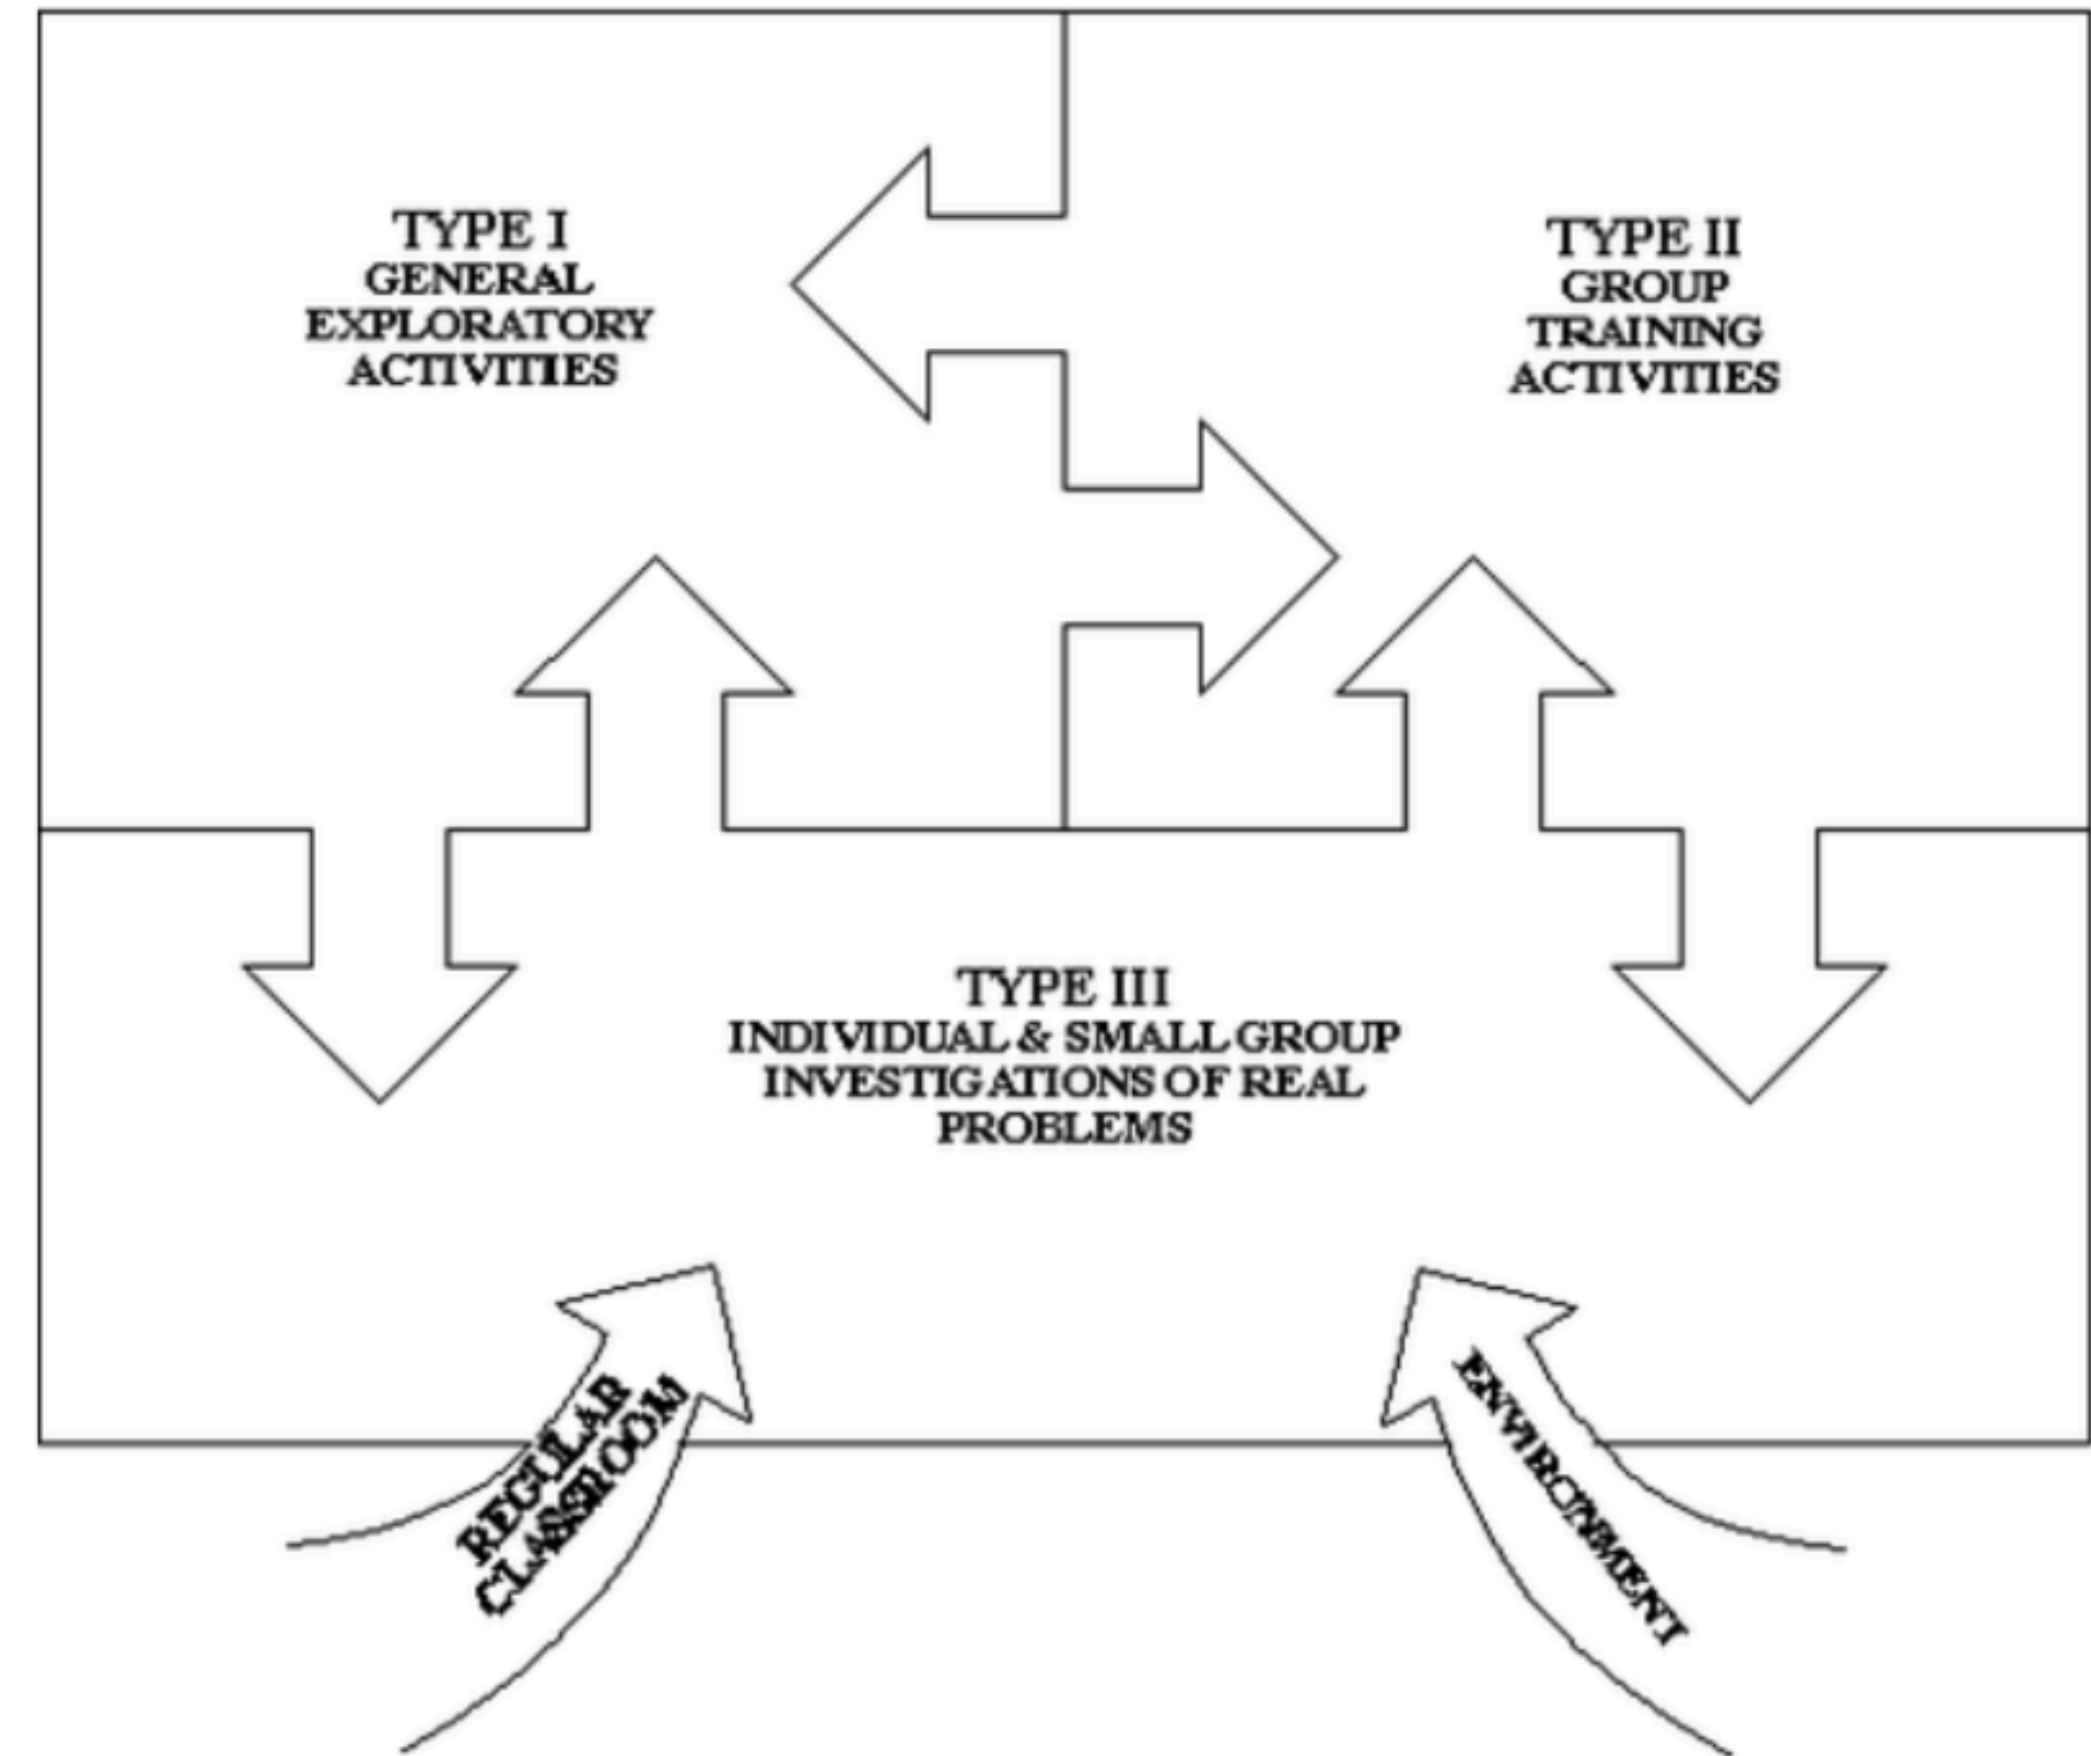 TYPE I
GENERAL
EXPLORATORY
ACTIVITIES
TYPE II
GROUP
TRAINING
ACTIVITIES
TYPE III
INDIVIDUAL & SMALL GROUP
INVESTIGATIONS OF REAL
PROBLEMS
REGULAR
CLASSROOM
ENVIRONMENT